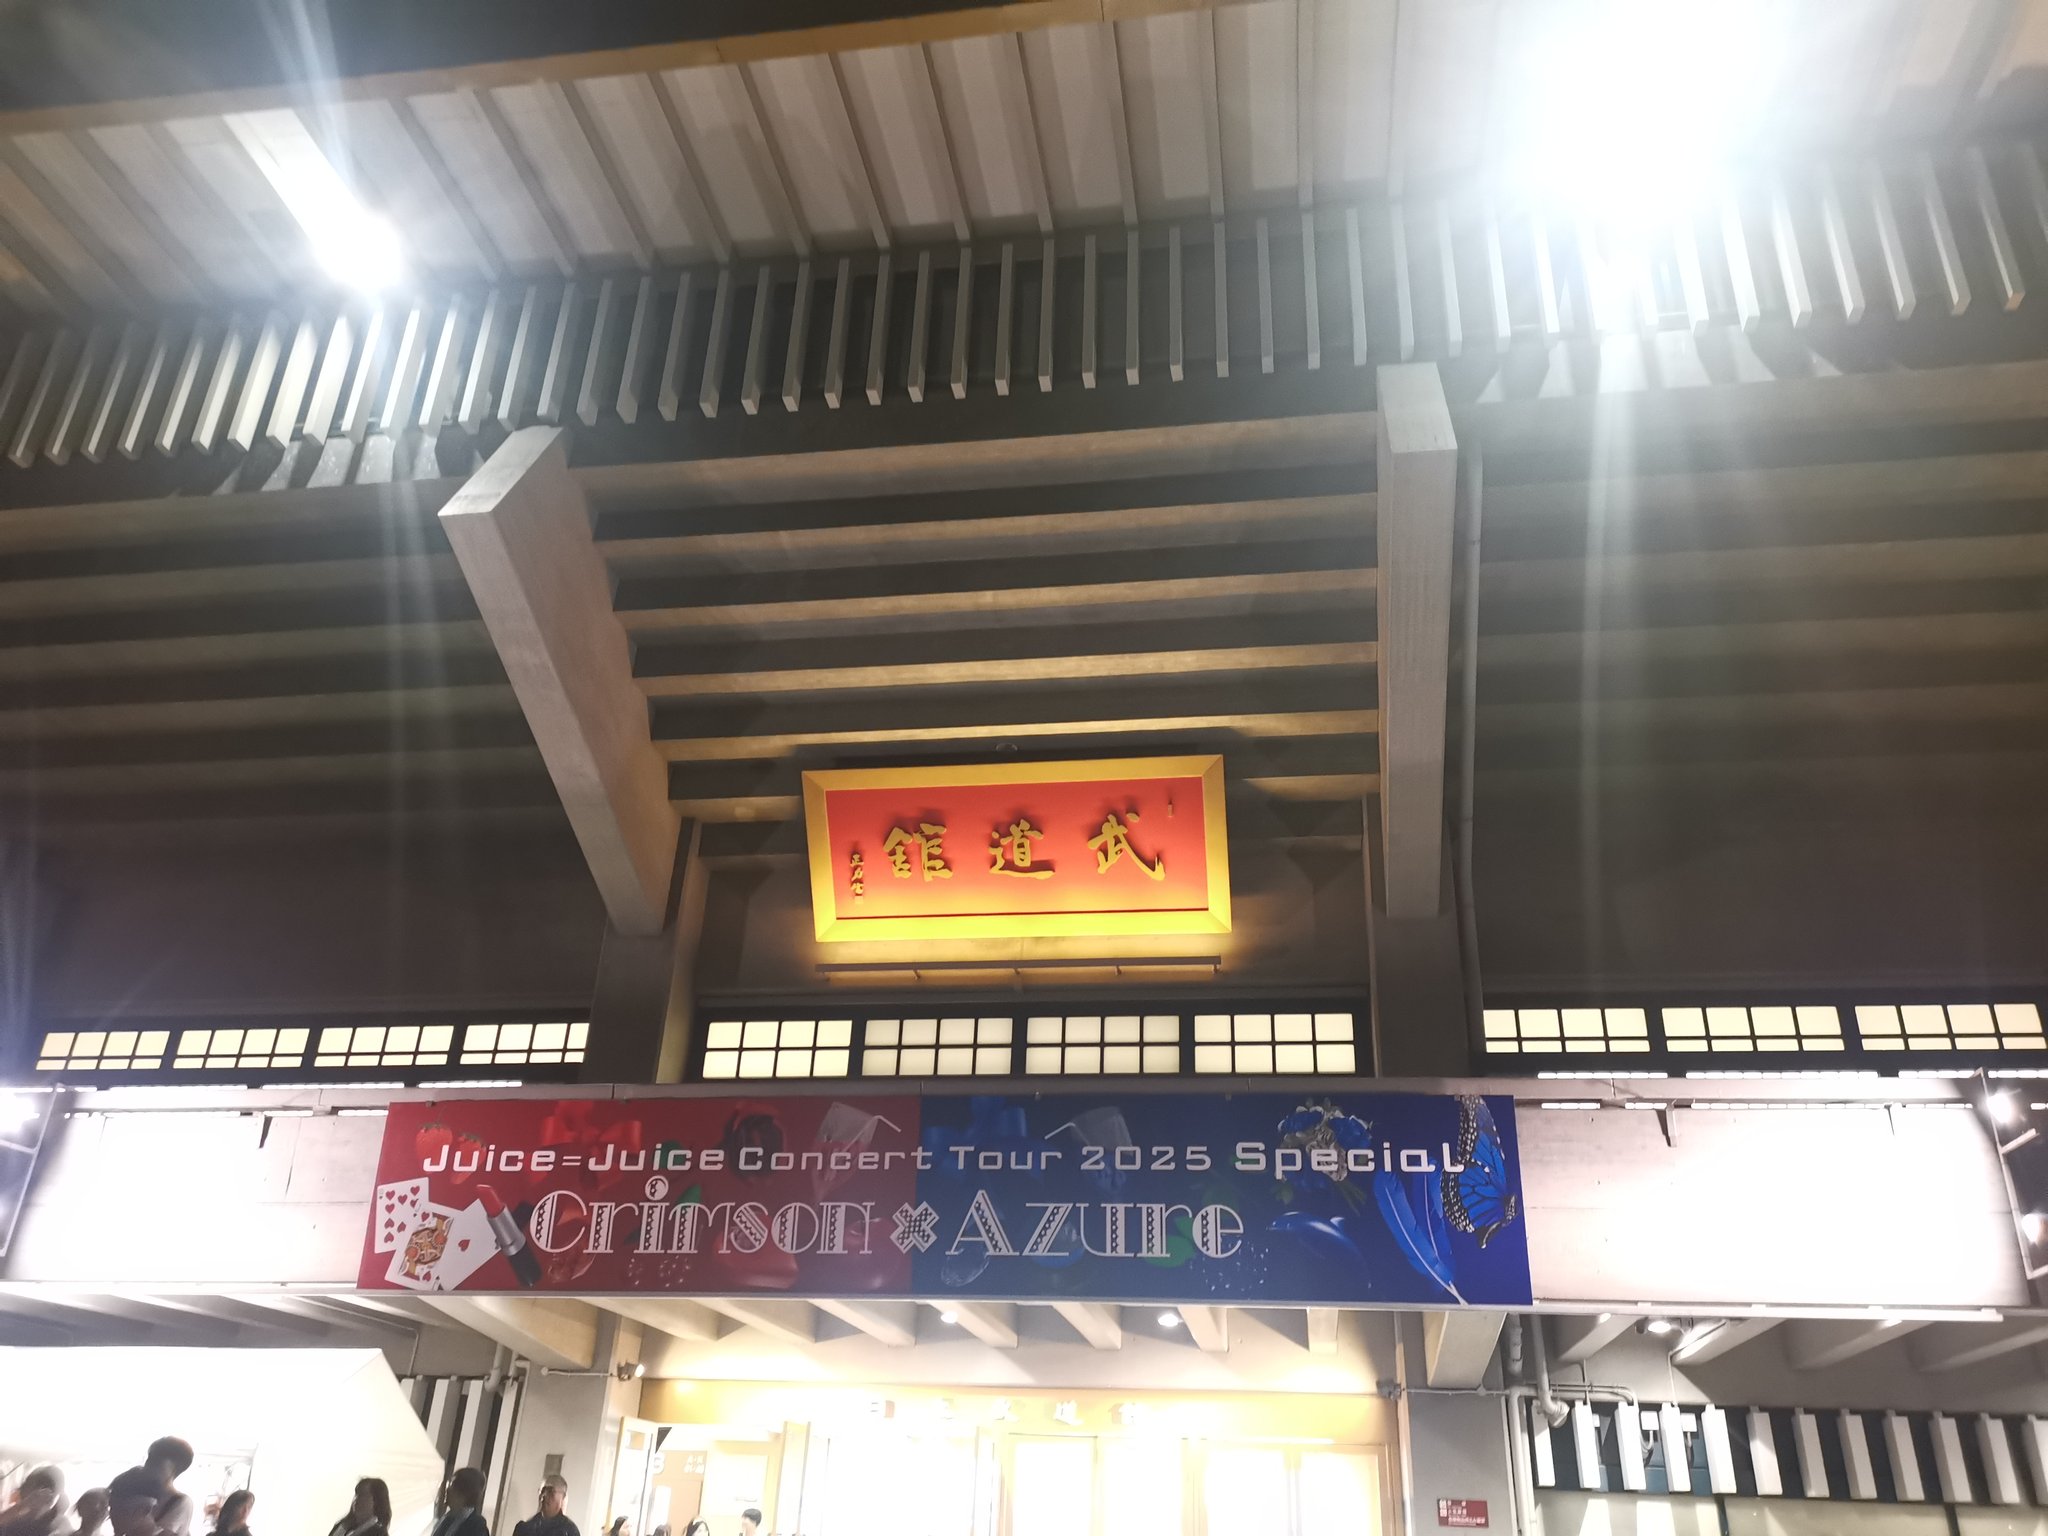 武道館
Juice=Juice Concert Tour 2025 Special
Crimson×Azure